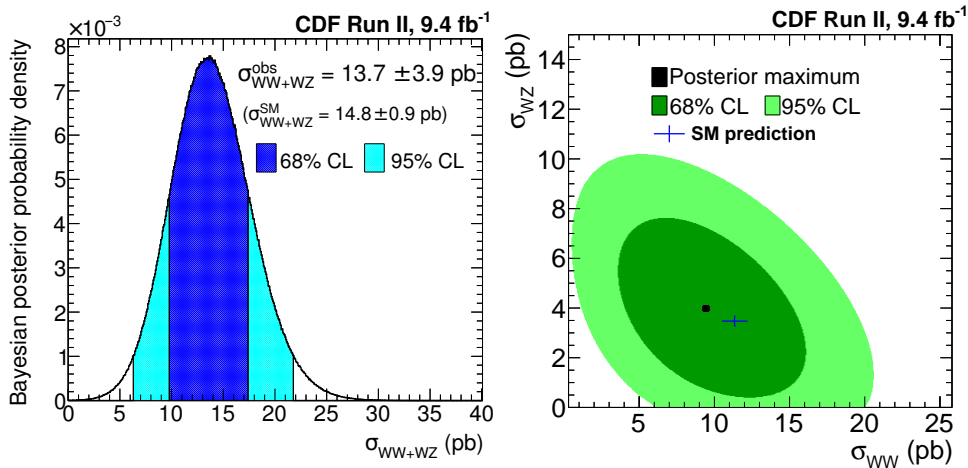 CDF Run II, 9.4 fb⁻¹
×10⁻³
Bayesian posterior probability density
8
7
6
5
4
3
2
1
0
σ^obs_WW+WZ = 13.7 ±3.9 pb
(σ^SM_WW+WZ = 14.8±0.9 pb)
68% CL 95% CL
0 5 10 15 20 25 30 35 40
σ_WW+WZ (pb)
CDF Run II, 9.4 fb⁻¹
σ_WZ (pb)
14
12
10
8
6
4
2
0
Posterior maximum
68% CL 95% CL
SM prediction
5 10 15 20 25
σ_WW (pb)